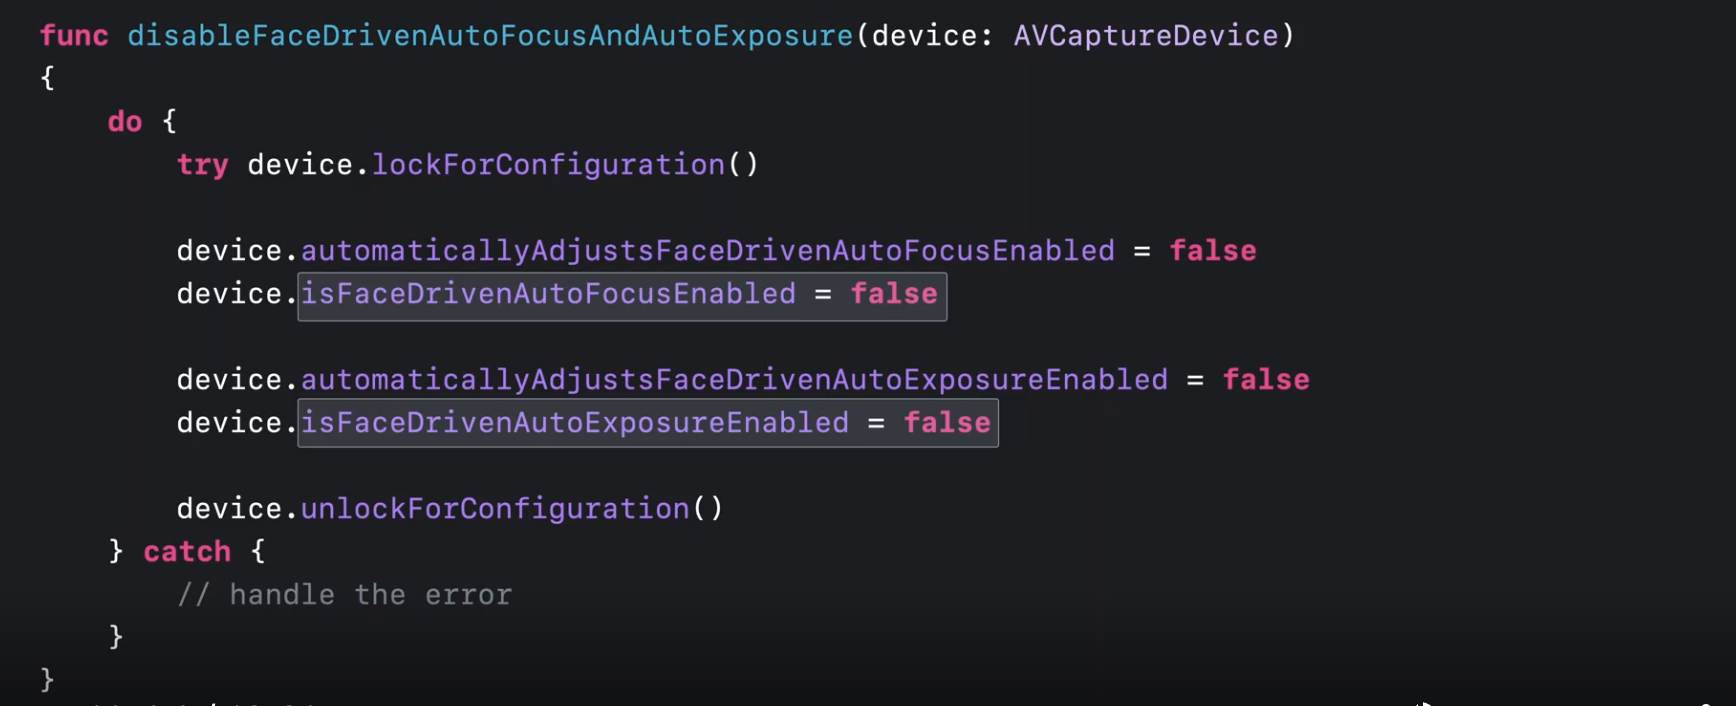 func disableFaceDrivenAutoFocusAndAutoExposure(device: AVCaptureDevice)
{
    do {
        try device.lockForConfiguration()

        device.automaticallyAdjustsFaceDrivenAutoFocusEnabled = false
        device.isFaceDrivenAutoFocusEnabled = false

        device.automaticallyAdjustsFaceDrivenAutoExposureEnabled = false
        device.isFaceDrivenAutoExposureEnabled = false

        device.unlockForConfiguration()
    } catch {
        // handle the error
    }
}